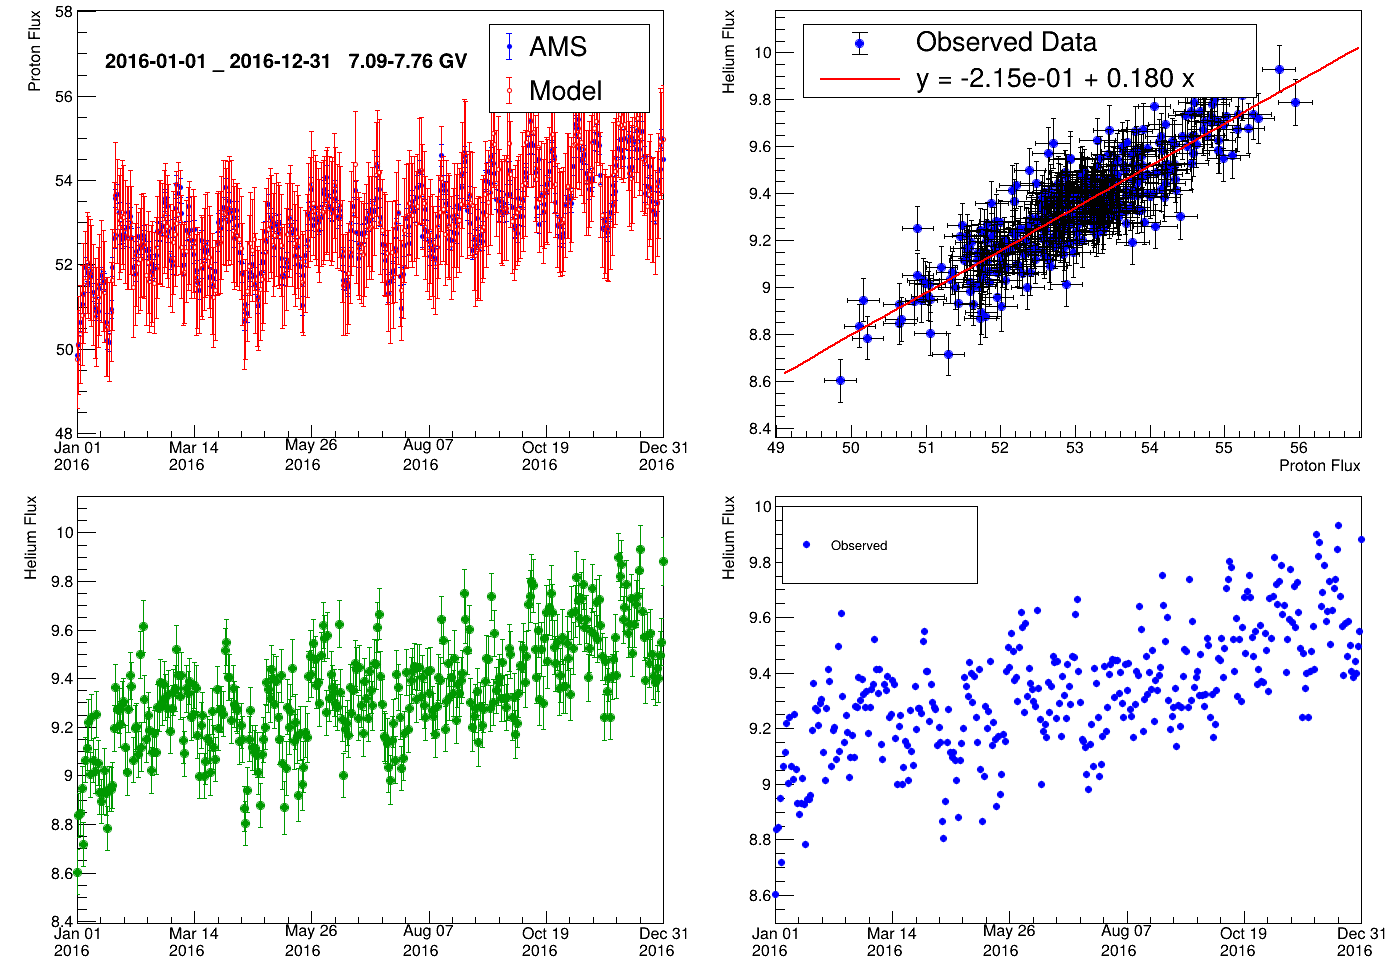 Proton Flux
58
56
54
52
50
48
2016-01-01 _ 2016-12-31 7.09-7.76 GV
AMS
Model
Jan 01 Mar 14 May 26 Aug 07 Oct 19 Dec 31
2016 2016 2016 2016 2016 2016
Helium Flux
10
9.8
9.6
9.4
9.2
9
8.8
8.6
8.4
Observed Data
y = -2.15e-01 + 0.180 x
49 50 51 52 53 54 55 56
Proton Flux
Helium Flux
10
9.8
9.6
9.4
9.2
9
8.8
8.6
8.4
Jan 01 Mar 14 May 26 Aug 07 Oct 19 Dec 31
2016 2016 2016 2016 2016 2016
Helium Flux
10
9.8
9.6
9.4
9.2
9
8.8
8.6
Observed
Jan 01 Mar 14 May 26 Aug 07 Oct 19 Dec 31
2016 2016 2016 2016 2016 2016